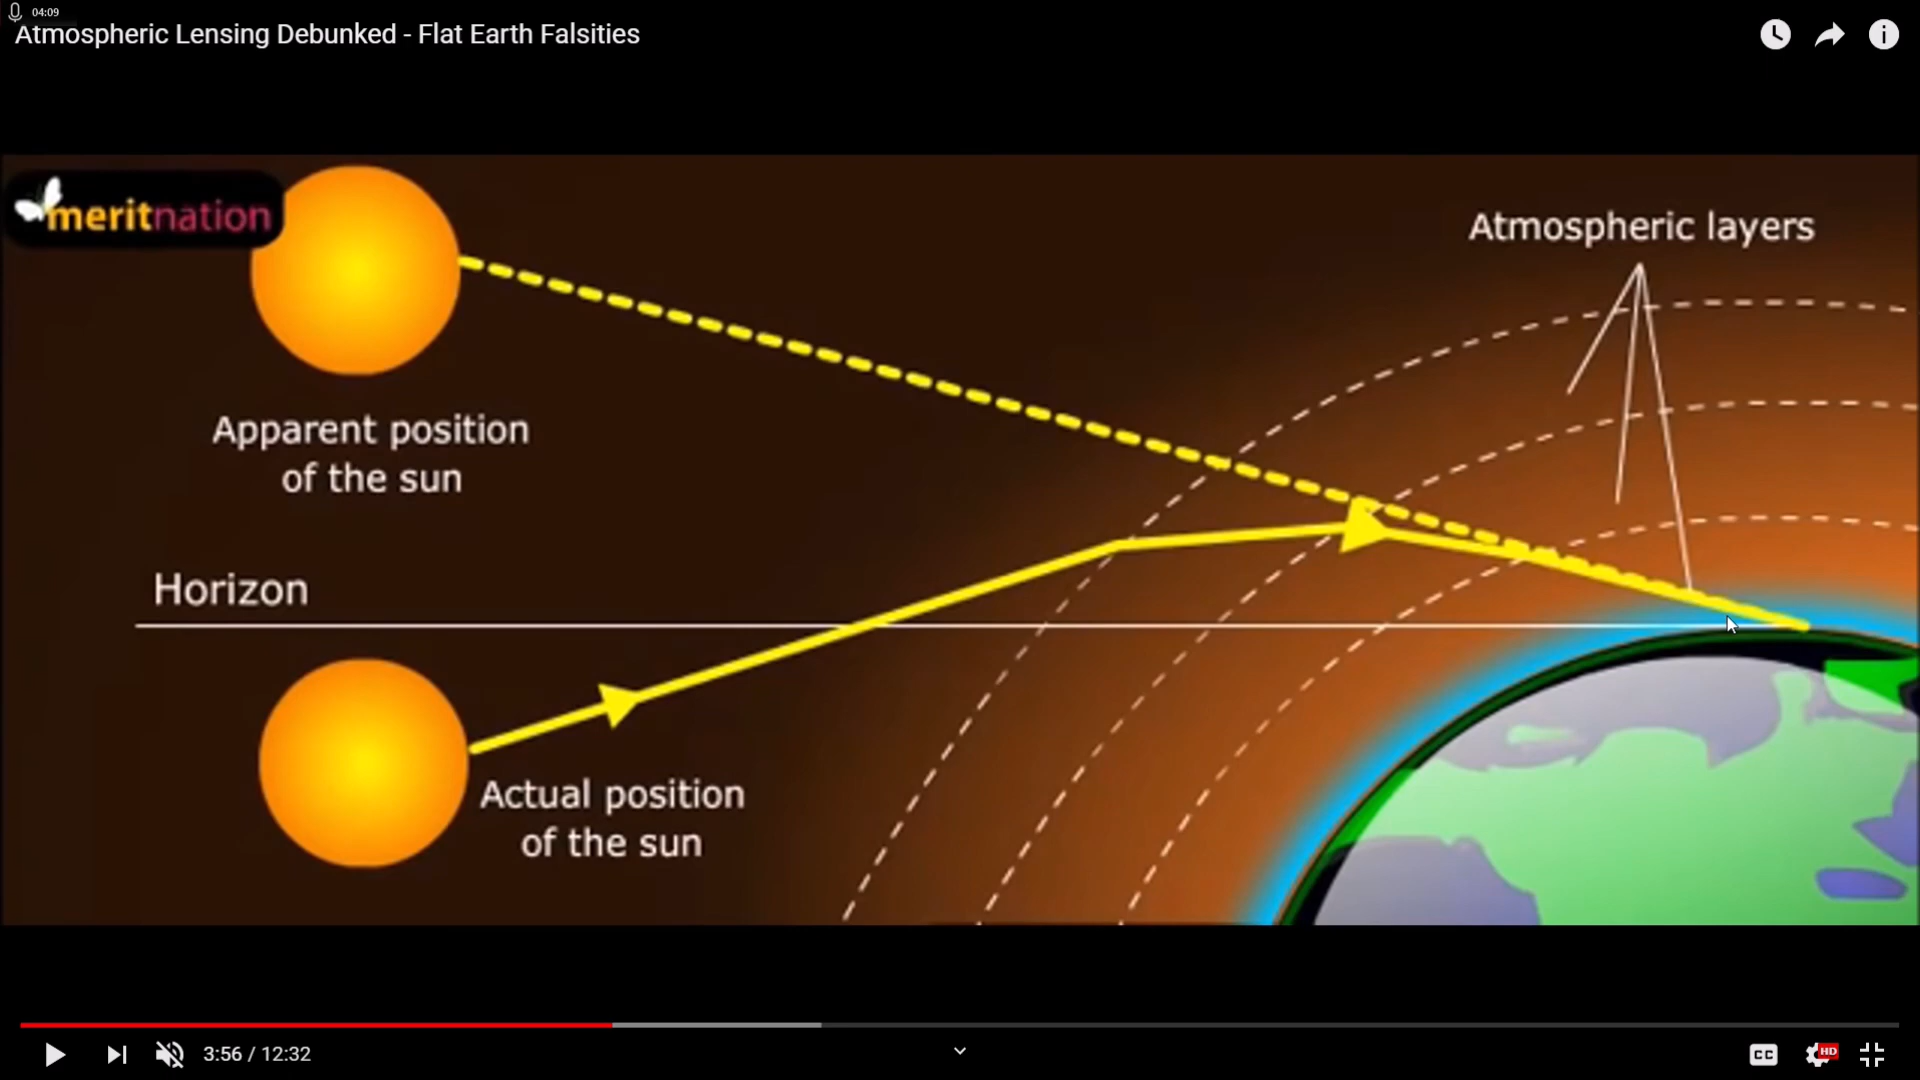 04:09
Atmospheric Lensing Debunked - Flat Earth Falsities
meritnation
Atmospheric layers
Apparent position
of the sun
Horizon
Actual position
of the sun
3:56 / 12:32
CC
HD